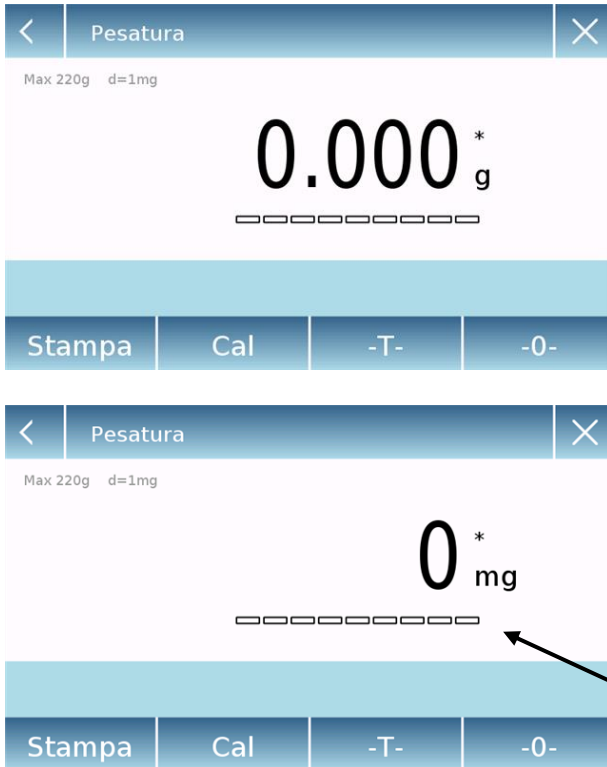 Pesatura
Max 220g d=1mg
0.000 * g
Stampa Cal -T- -0-
Pesatura
Max 220g d=1mg
0 * mg
Stampa Cal -T- -0-